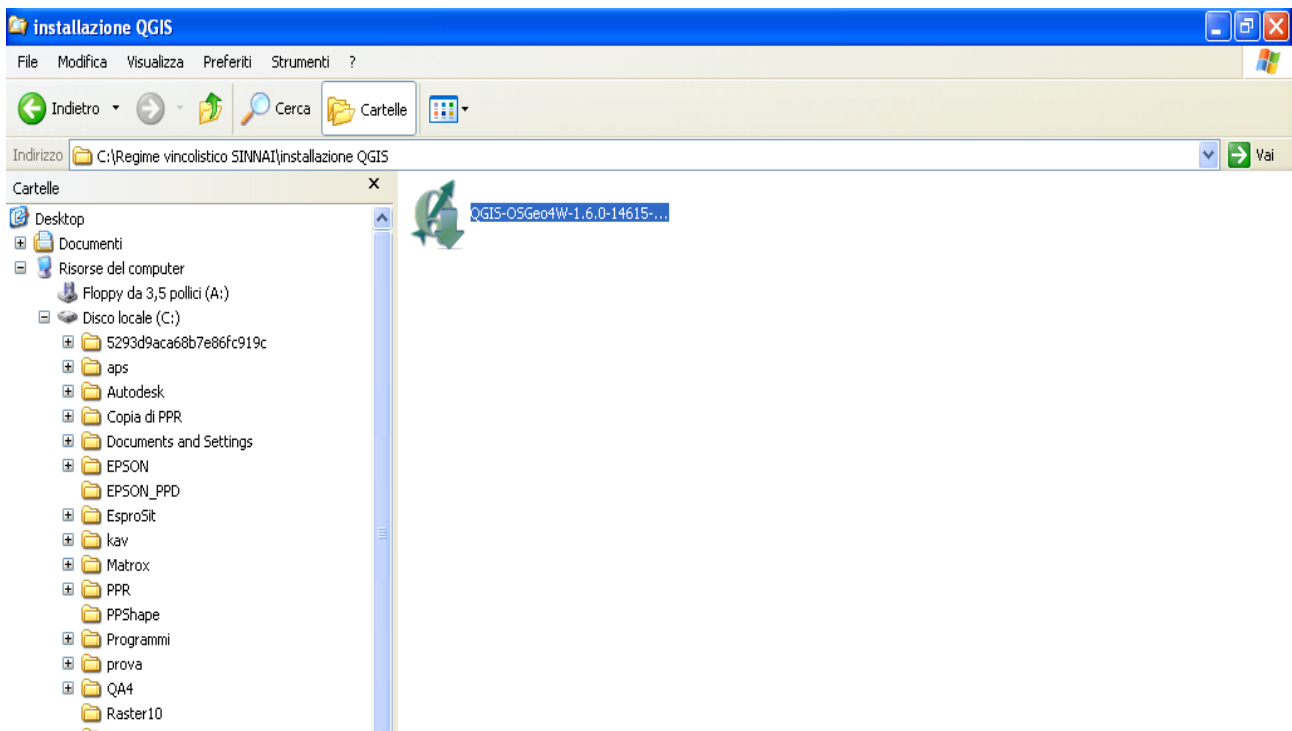 installazione QGIS
File Modifica Visualizza Preferiti Strumenti ?
Indietro Cerca Cartelle
Indirizzo C:\Regime vincolistico SINNAI\installazione QGIS Vai
Cartelle x
QGIS-OSGeo4W-1.6.0-14615-...
Desktop
Documenti
Risorse del computer
Floppy da 3,5 pollici (A:)
Disco locale (C:)
5293d9aca68b7e86fc919c
aps
Autodesk
Copia di PPR
Documents and Settings
EPSON
EPSON_PPD
EsproSit
kav
Matrox
PPR
PPShape
Programmi
prova
QA4
Raster10